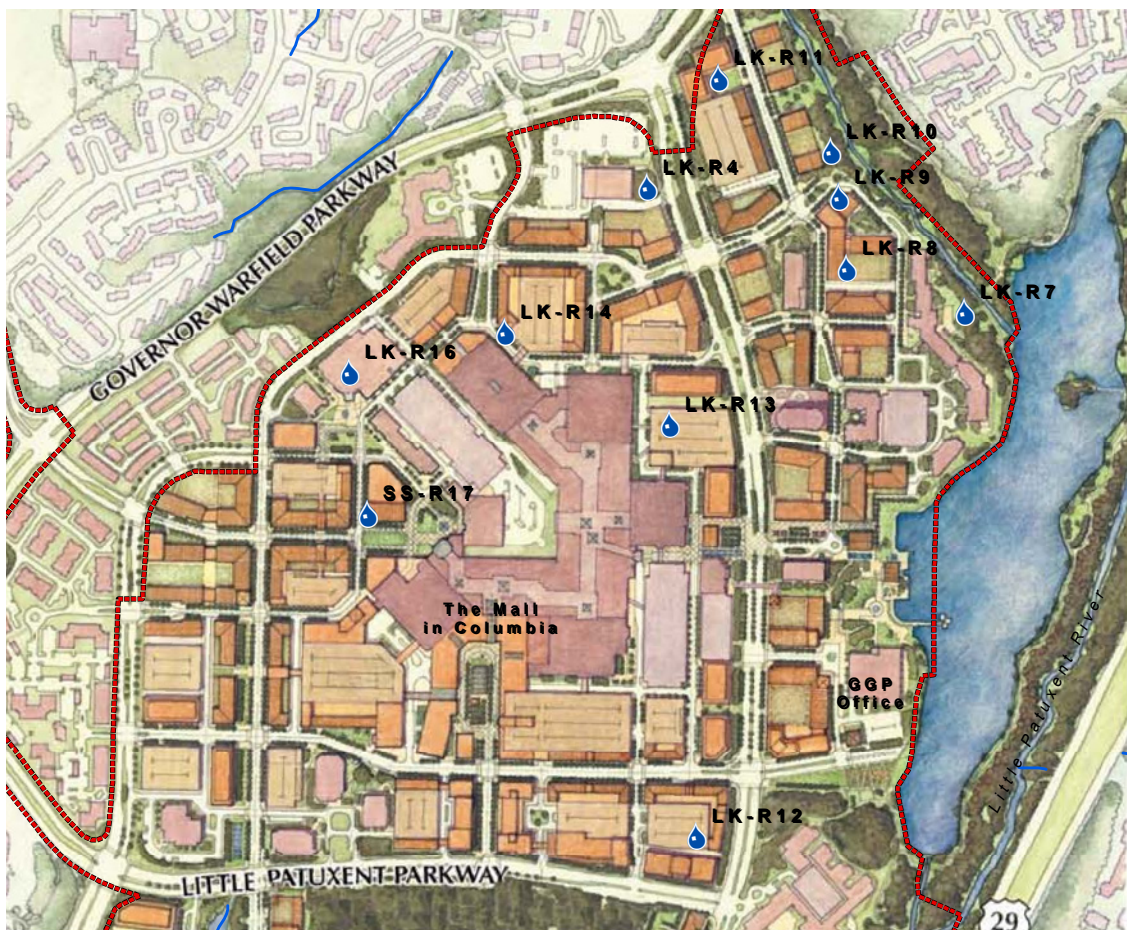 LK-R11
LK-R10
LK-R4
LK-R9
LK-R8
LK-R7
GOVERNOR WARFIELD PARKWAY
LK-R14
LK-R16
LK-R13
SS-R17
The Mall
in Columbia
GGP
Office
Little Patuxent River
LK-R12
LITTLE PATUXENT PARKWAY
29